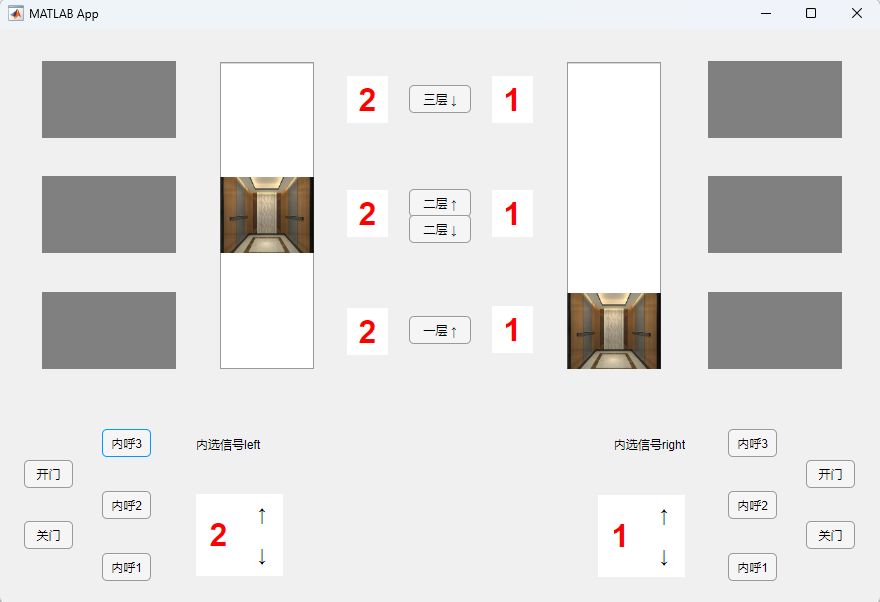 MATLAB App
2 三层↓ 1
2 二层↑ 1
二层↓
2 一层↑ 1
内呼3 内选信号left 内选信号right 内呼3
开门 开门
内呼2 ↑ ↑ 内呼2
关门 2 1 关门
↓ ↓
内呼1 内呼1